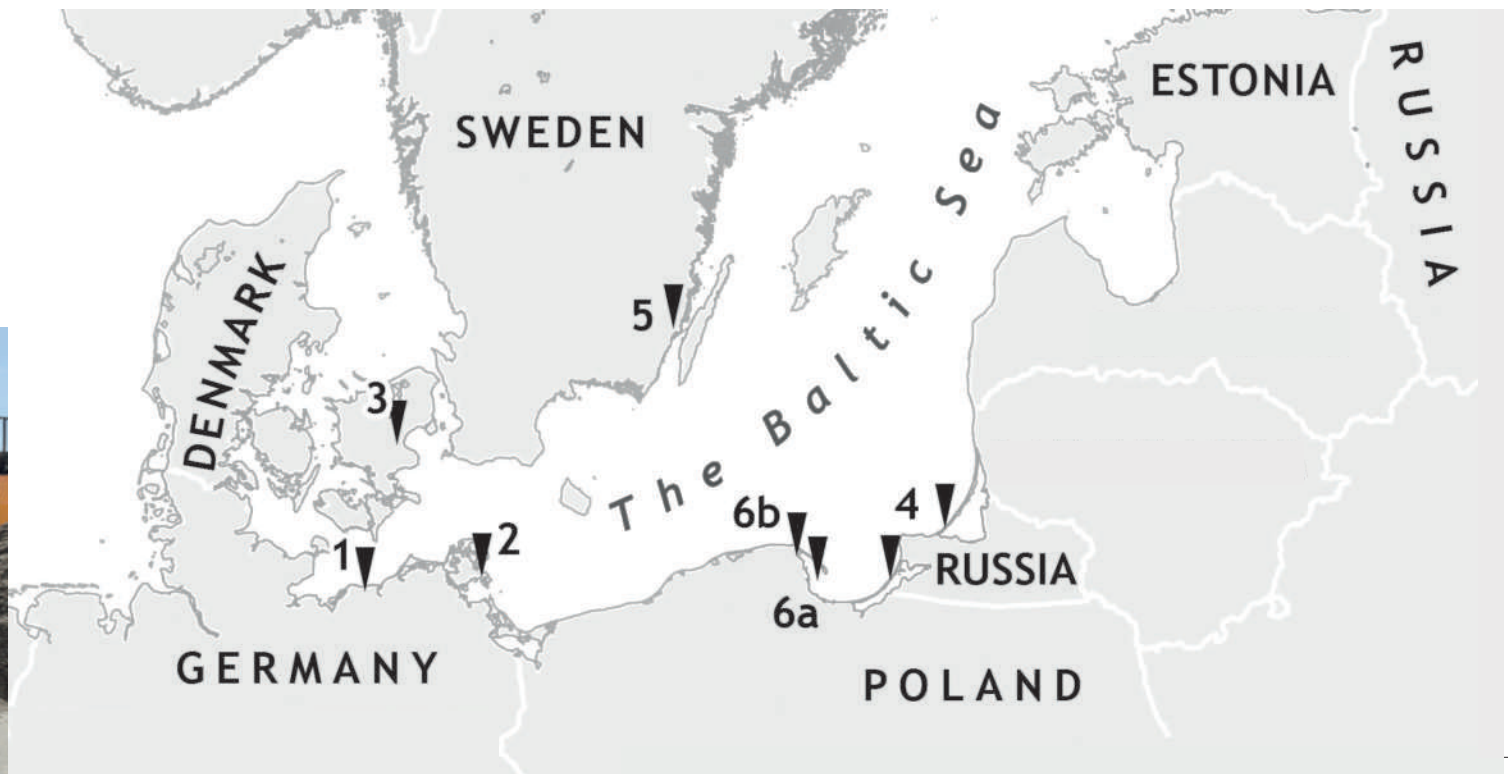 ESTONIA
RUSSIA
SWEDEN
The Baltic Sea
DENMARK
5
3
4
6b
1
2
RUSSIA
6a
GERMANY
POLAND